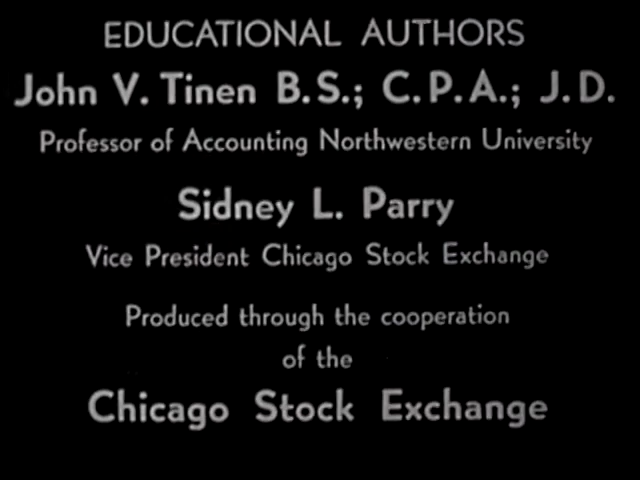 EDUCATIONAL AUTHORS
John V. Tinen B.S.; C.P.A.; J.D.
Professor of Accounting Northwestern University
Sidney L. Parry
Vice President Chicago Stock Exchange
Produced through the cooperation
of the
Chicago Stock Exchange